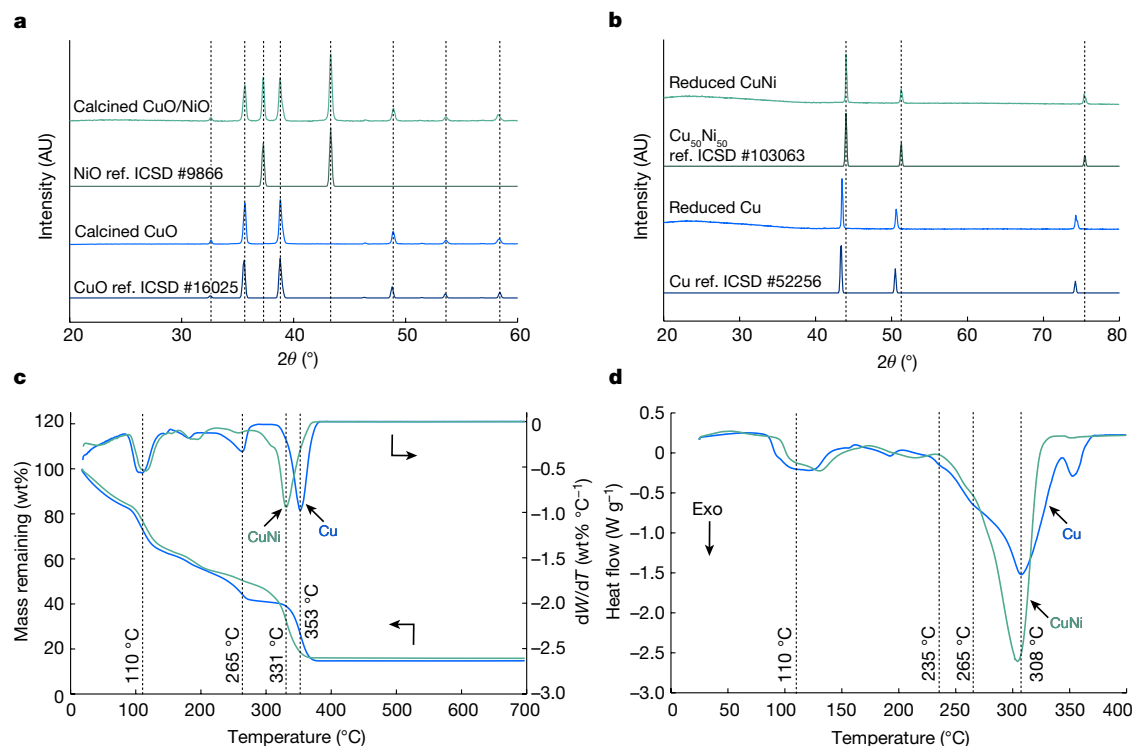 a
Intensity (AU)
Calcined CuO/NiO
NiO ref. ICSD #9866
Calcined CuO
CuO ref. ICSD #16025
20 30 40 50 60
2θ (°)
b
Intensity (AU)
Reduced CuNi
Cu₅₀Ni₅₀
ref. ICSD #103063
Reduced Cu
Cu ref. ICSD #52256
20 30 40 50 60 70 80
2θ (°)
c
Mass remaining (wt%)
120
100
80
60
40
20
0
CuNi
Cu
110 °C
265 °C
331 °C
353 °C
0
−0.5
−1.0
−1.5
−2.0
−2.5
−3.0
dW/dT (wt% °C⁻¹)
0 100 200 300 400 500 600 700
Temperature (°C)
d
Heat flow (W g⁻¹)
0.5
0
−0.5
−1.0
−1.5
−2.0
−2.5
−3.0
Exo
Cu
CuNi
110 °C
235 °C
265 °C
308 °C
0 50 100 150 200 250 300 350 400
Temperature (°C)